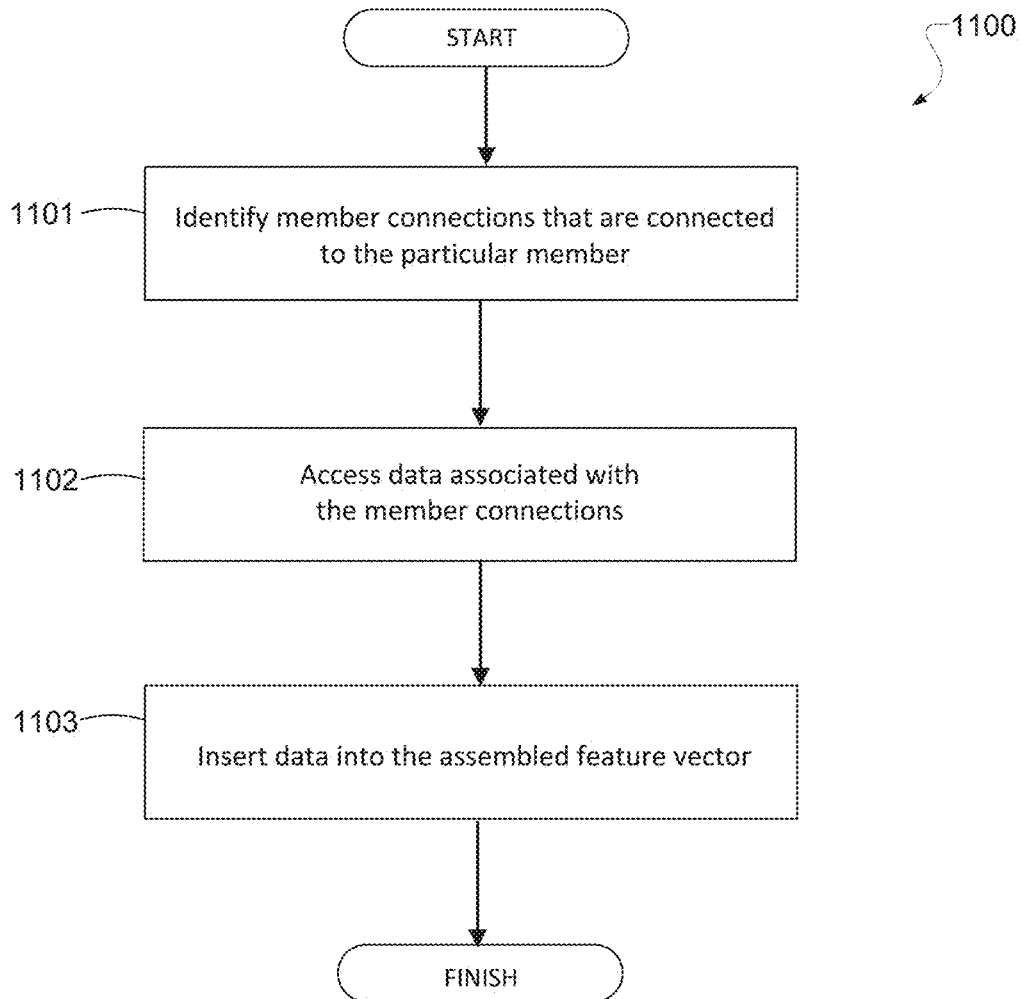 START
1100
1101
Identify member connections that are connected
to the particular member
1102
Access data associated with
the member connections
1103
Insert data into the assembled feature vector
FINISH